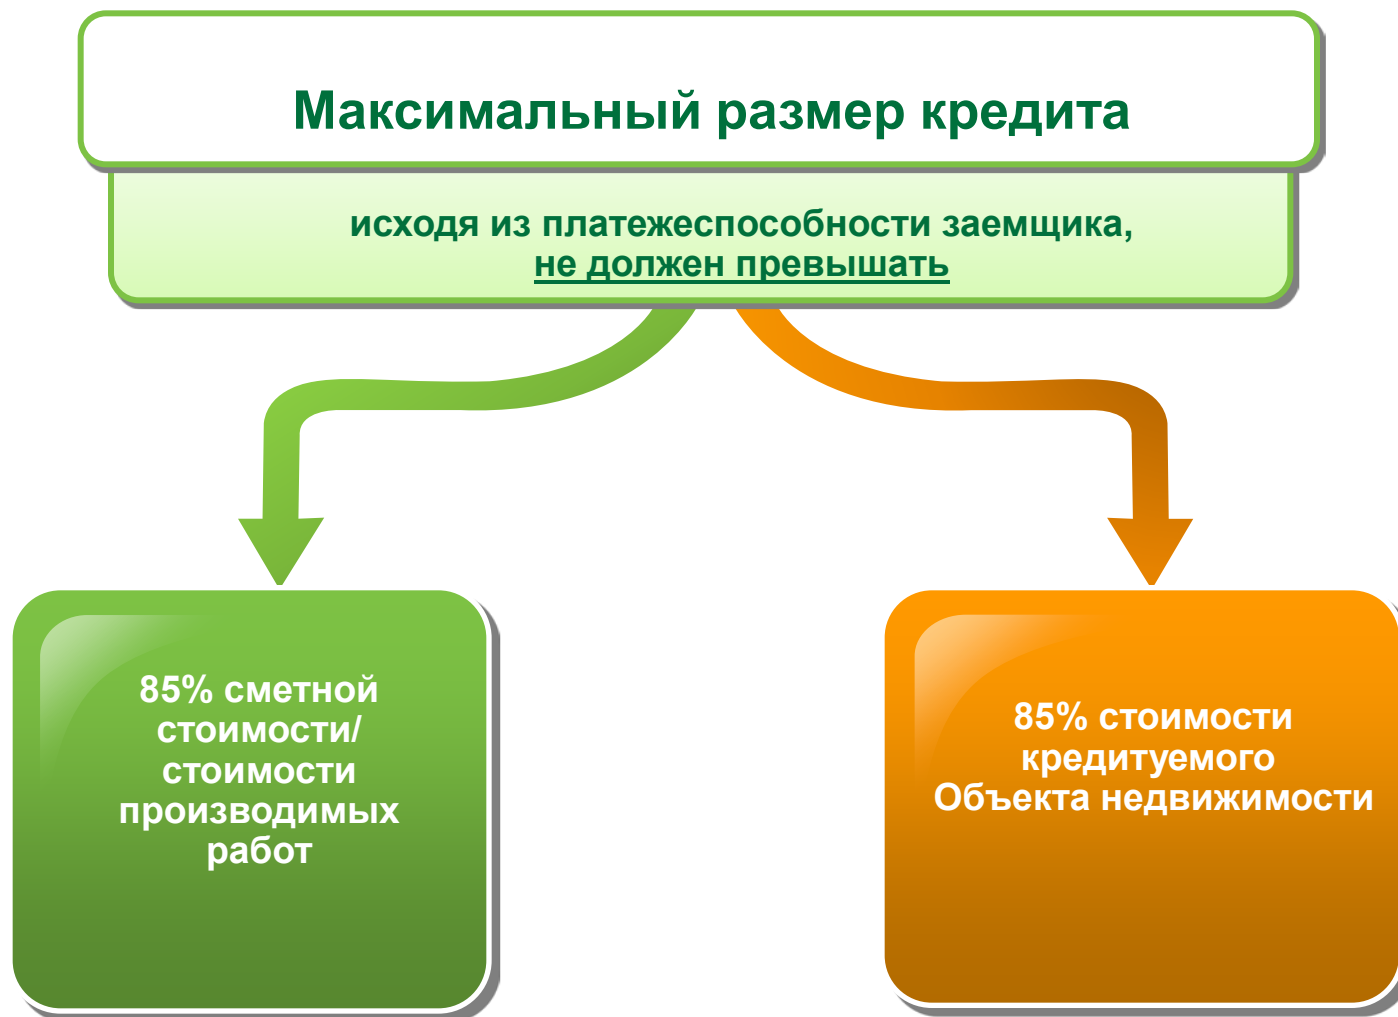 Максимальный размер кредита
исходя из платежеспособности заемщика,
не должен превышать
85% сметной
стоимости/
стоимости
производимых
работ
85% стоимости
кредитуемого
Объекта недвижимости